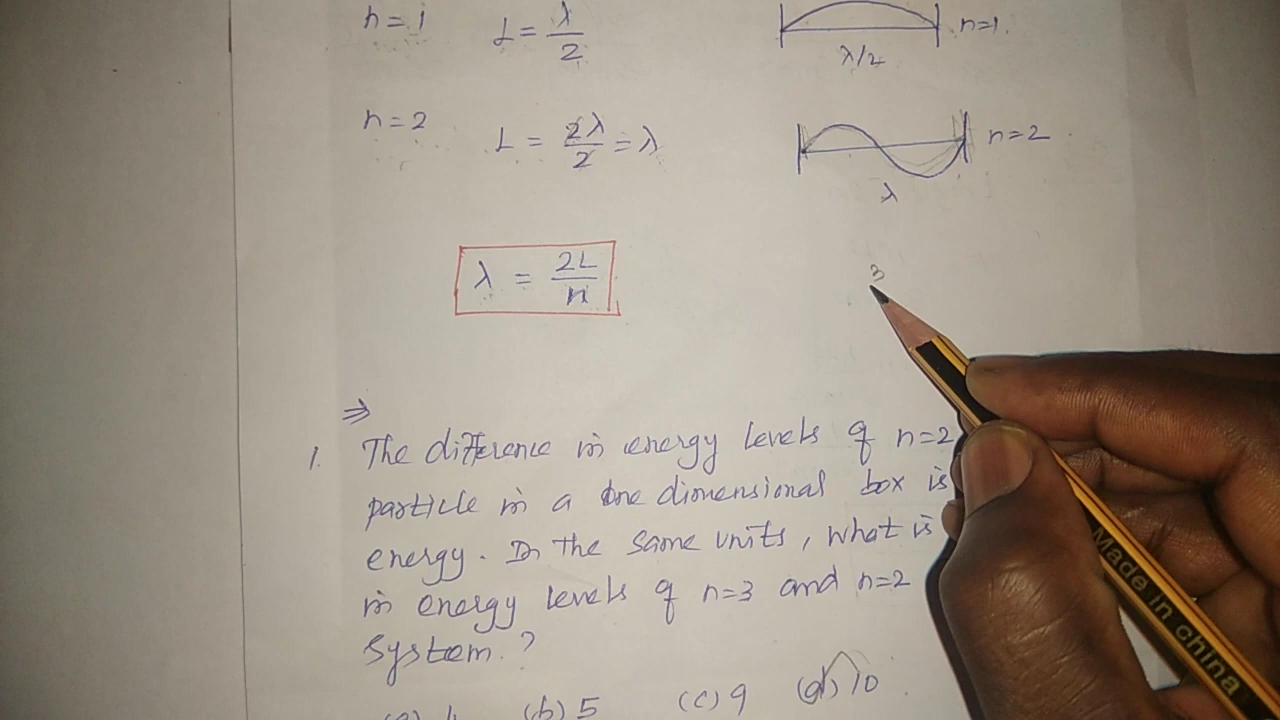 n=1 L = λ/2 n=1.
λ/2
n=2 L = 2λ/2 = λ n=2
λ
3
λ = 2L/n
⇒
1. The difference in energy levels of n=2
particle in a one dimensional box is
energy. In the same units, what is
in energy levels of n=3 and n=2
system.?
(b) 5 (c) 9 (d) 10
Made in china